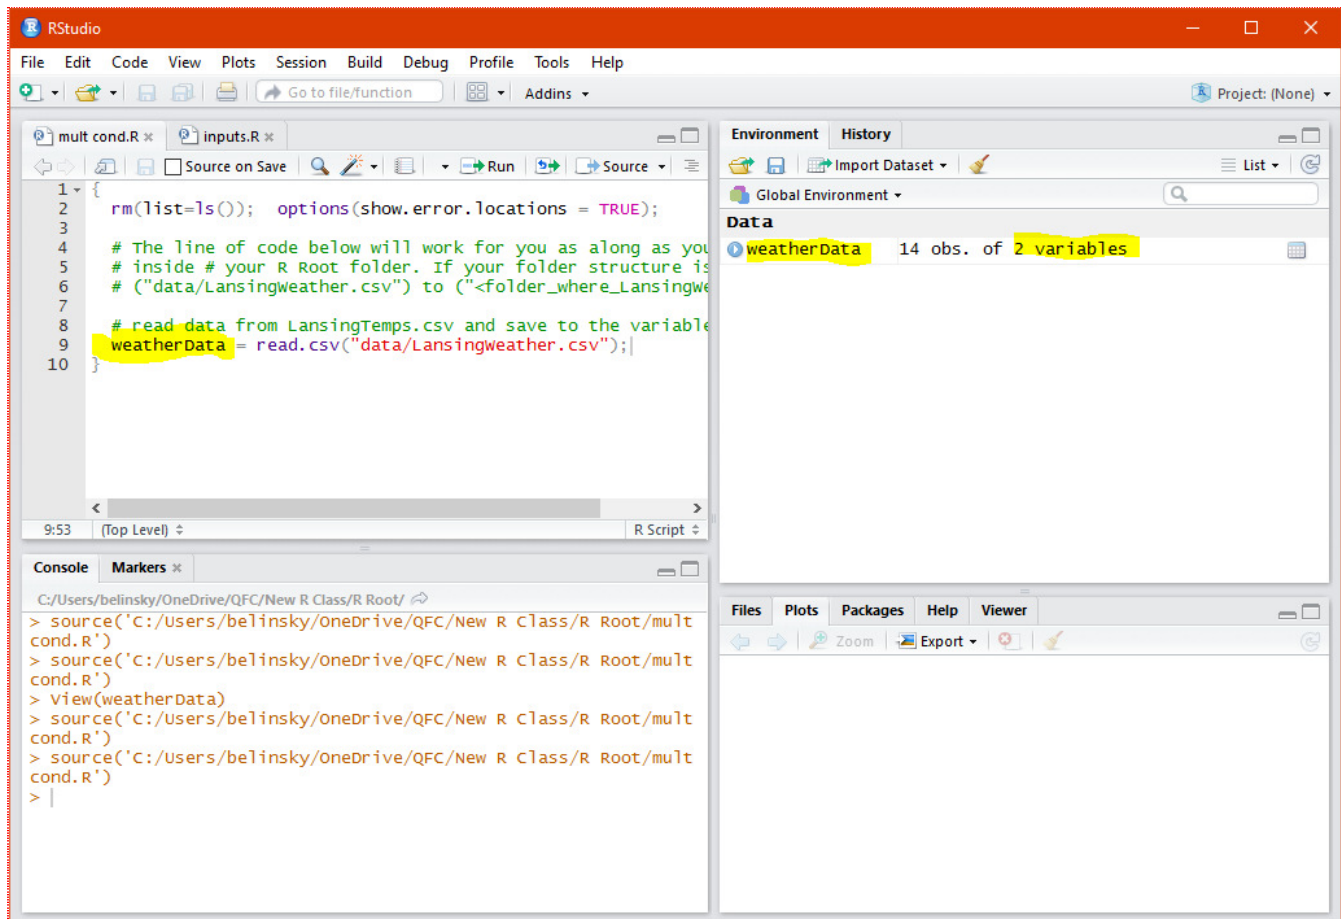 RStudio
File Edit Code View Plots Session Build Debug Profile Tools Help
Go to file/function Addins Project: (None)
mult cond.R inputs.R
Source on Save Run Source
1 {
2 rm(list=ls()); options(show.error.locations = TRUE);
3
4 # The line of code below will work for you as along as you
5 # inside # your R Root folder. If your folder structure is
6 # ("data/LansingWeather.csv") to ("<folder_where_LansingWe
7
8 # read data from LansingTemps.csv and save to the variable
9 weatherData = read.csv("data/LansingWeather.csv");
10 }
9:53 (Top Level) R Script
Console Markers
C:/Users/belinsky/OneDrive/QFC/New R Class/R Root/
> source('C:/Users/belinsky/OneDrive/QFC/New R Class/R Root/mult
cond.R')
> source('C:/Users/belinsky/OneDrive/QFC/New R Class/R Root/mult
cond.R')
> View(weatherData)
> source('C:/Users/belinsky/OneDrive/QFC/New R Class/R Root/mult
cond.R')
> source('C:/Users/belinsky/OneDrive/QFC/New R Class/R Root/mult
cond.R')
>
Environment History
Import Dataset List
Global Environment
Data
weatherData 14 obs. of 2 variables
Files Plots Packages Help Viewer
Zoom Export